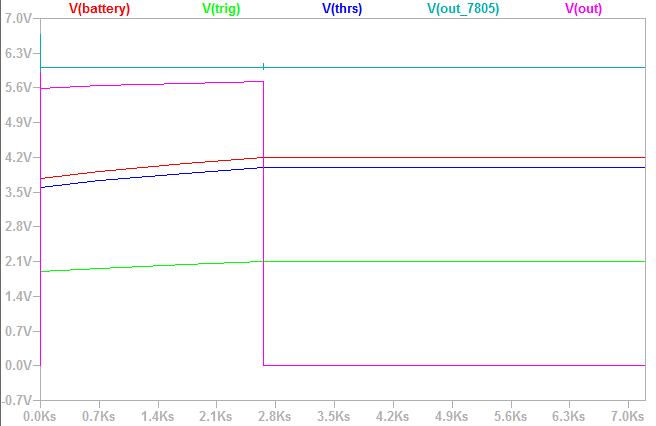 V(battery) V(trig) V(thrs) V(out_7805) V(out)
7.0V
6.3V
5.6V
4.9V
4.2V
3.5V
2.8V
2.1V
1.4V
0.7V
0.0V
-0.7V
0.0Ks 0.7Ks 1.4Ks 2.1Ks 2.8Ks 3.5Ks 4.2Ks 4.9Ks 5.6Ks 6.3Ks 7.0Ks